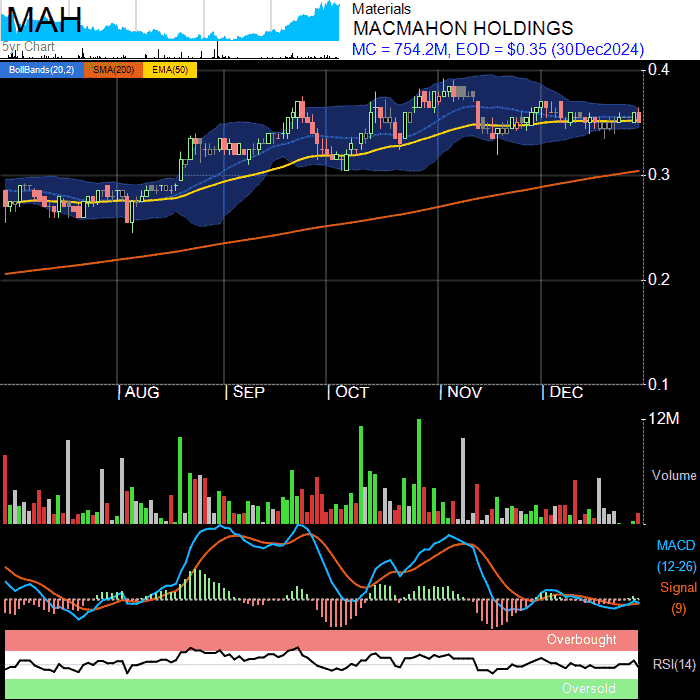 MAH
5yr Chart
Materials
MACMAHON HOLDINGS
MC = 754.2M, EOD = $0.35 (30Dec2024)
BollBands(20,2) SMA(200) EMA(50)
0.4
0.3
0.2
0.1
AUG SEP OCT NOV DEC
12M
Volume
MACD
(12-26)
Signal
(9)
Overbought
RSI(14)
Oversold